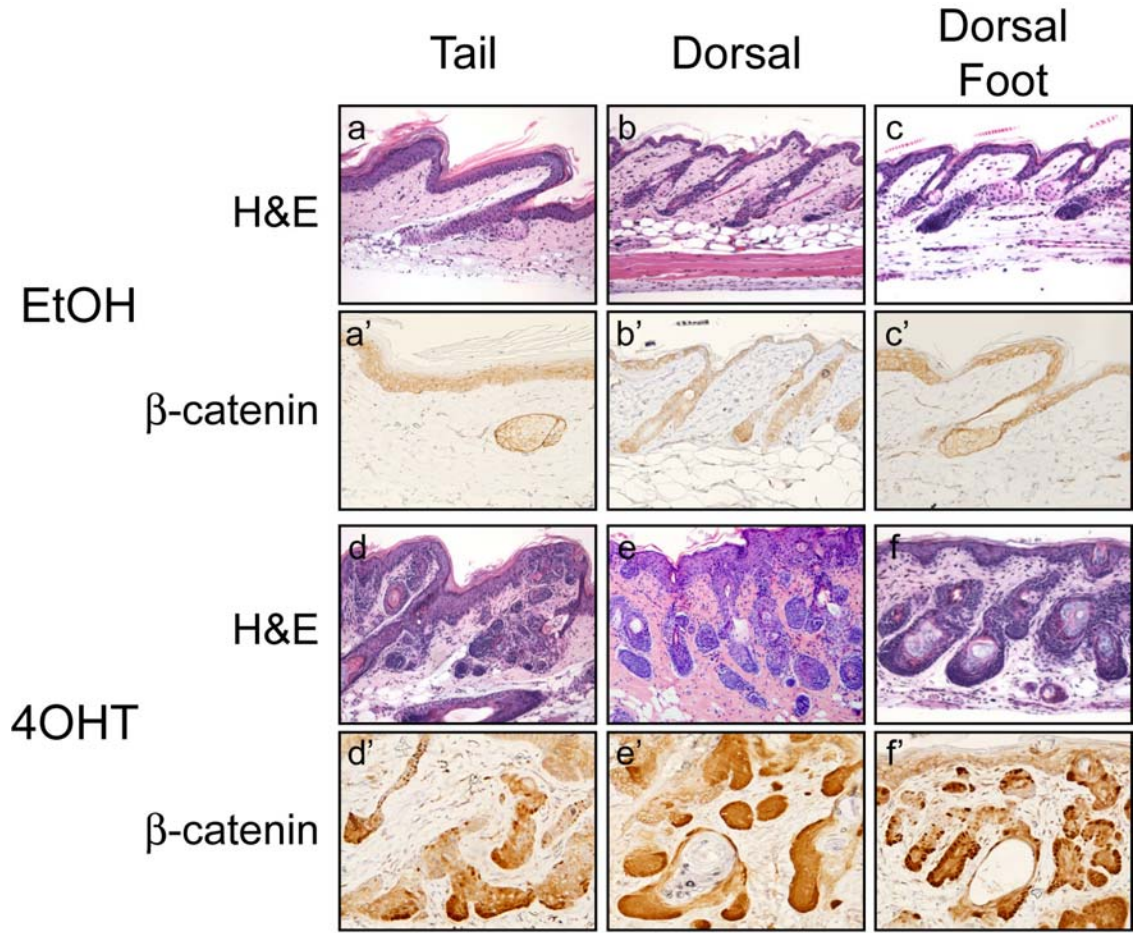 Tail
Dorsal
Dorsal
Foot
EtOH
H&E
a
b
c
β-catenin
a’
b’
c’
4OHT
H&E
d
e
f
β-catenin
d’
e’
f’